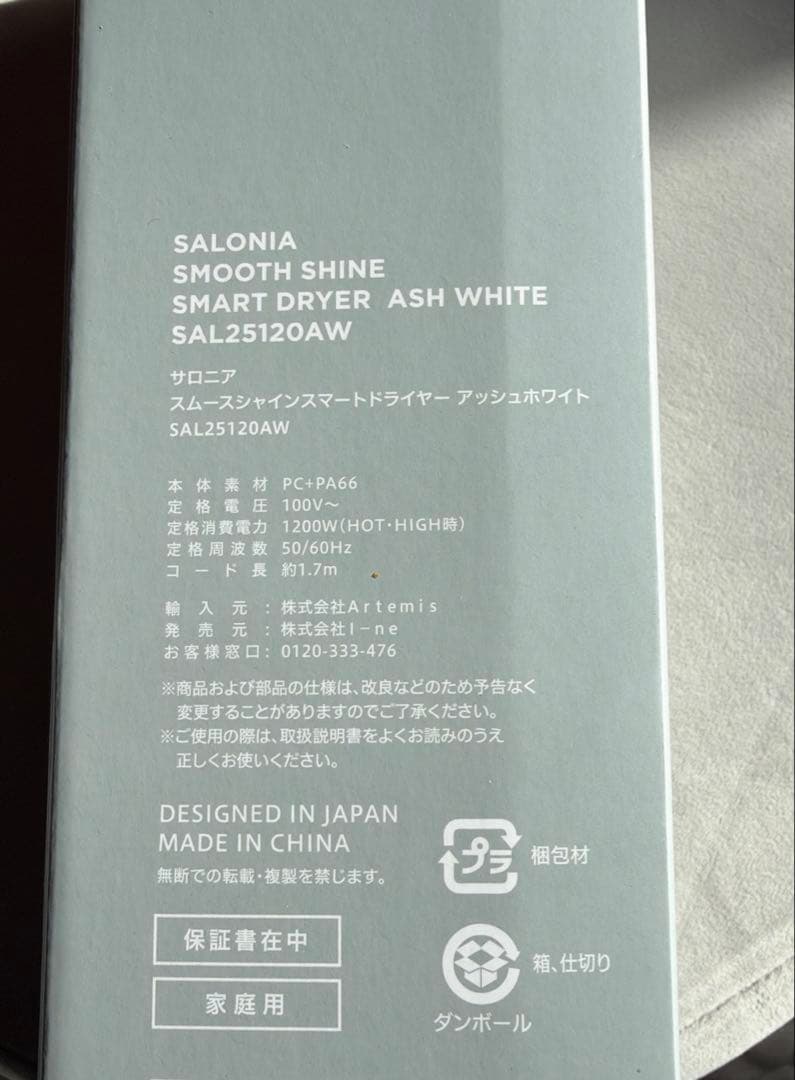 SALONIA
SMOOTH SHINE
SMART DRYER ASH WHITE
SAL25120AW
サロニア
スムースシャインスマートドライヤー アッシュホワイト
SAL25120AW
本体素材 PC+PA66
定格電圧 100V～
定格消費電力 1200W(HOT・HIGH時)
定格周波数 50/60Hz
コード長 約1.7m
輸入元:株式会社Artemis
発売元:株式会社I-ne
お客様窓口:0120-333-476
※商品および部品の仕様は、改良などのため予告なく
変更することがありますのでご了承ください。
※ご使用の際は、取扱説明書をよくお読みのうえ
正しくお使いください。
DESIGNED IN JAPAN
MADE IN CHINA
無断での転載・複製を禁じます。
プラ 梱包材
保証書在中
家庭用
箱、仕切り
ダンボール